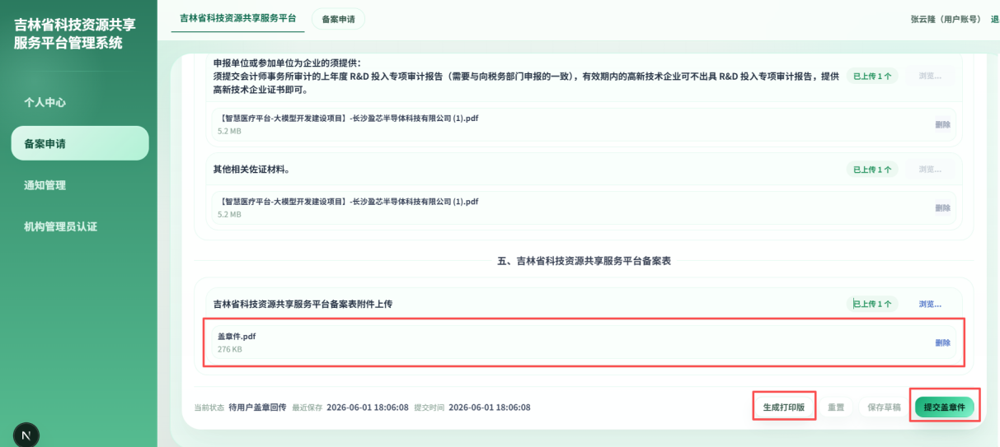 吉林省科技资源共享
服务平台管理系统
吉林省科技资源共享服务平台
备案申请
张云隆（用户账号）
个人中心
备案申请
通知管理
机构管理员认证
申报单位或参加单位为企业的须提供：
须提交会计师事务所审计的上年度 R&D 投入专项审计报告（需要与向税务部门申报的一致），有效期内的高新技术企业可不出具 R&D 投入专项审计报告，提供
高新技术企业证书即可。
已上传 1 个
浏览...
【智慧医疗平台-大模型开发建设项目】-长沙盈芯半导体科技有限公司 (1).pdf
5.2 MB
删除
其他相关佐证材料。
已上传 1 个
浏览...
【智慧医疗平台-大模型开发建设项目】-长沙盈芯半导体科技有限公司 (1).pdf
5.2 MB
删除
五、吉林省科技资源共享服务平台备案表
吉林省科技资源共享服务平台备案表附件上传
已上传 1 个
浏览...
盖章件.pdf
276 KB
删除
当前状态 待用户盖章回传 最近保存 2026-06-01 18:06:08 提交时间 2026-06-01 18:06:08
生成打印版
重置
保存草稿
提交盖章件
N